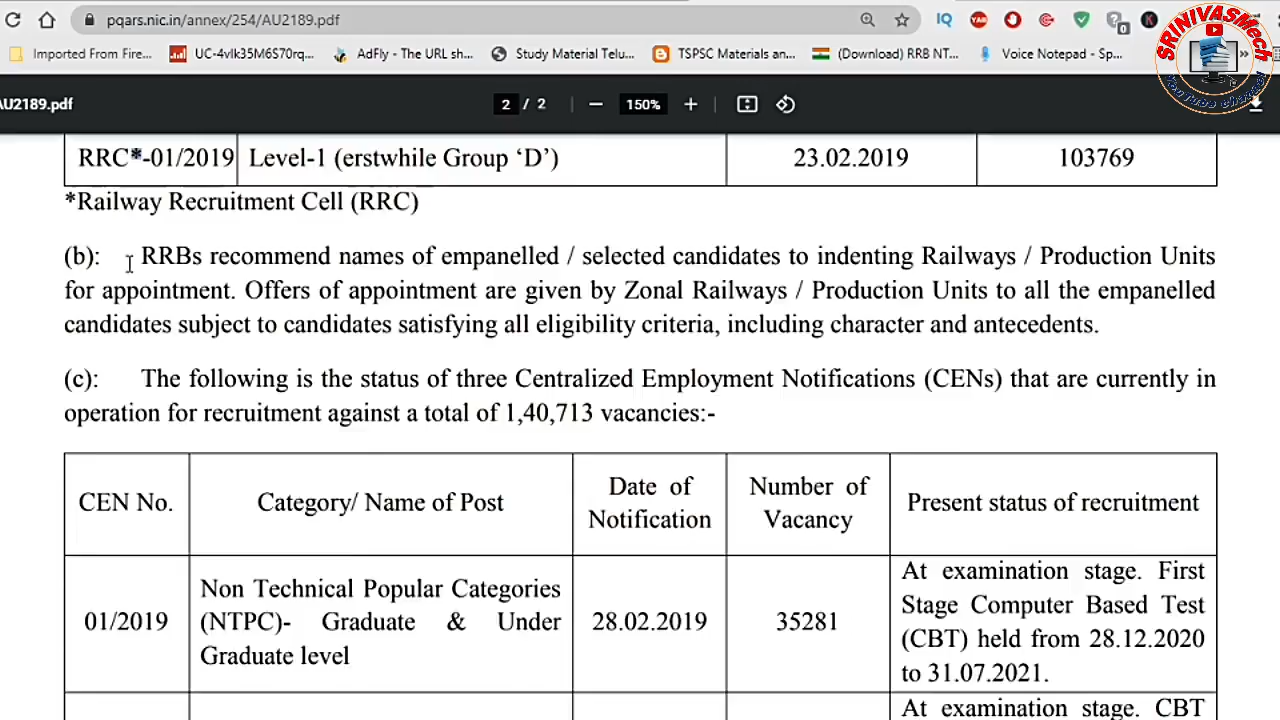 pqars.nic.in/annex/254/AU2189.pdf
IQ
0
K
Imported From Fire...
UC-4vlk35M6S70rq...
AdFly - The URL sh...
Study Material Telu...
TSPSC Materials an...
(Download) RRB NT...
Voice Notepad - Sp...
»
SRINIVASMech
YouTube Channel
AU2189.pdf
2 / 2
150%
RRC*-01/2019 Level-1 (erstwhile Group ‘D’) 23.02.2019 103769
*Railway Recruitment Cell (RRC)
(b): RRBs recommend names of empanelled / selected candidates to indenting Railways / Production Units
for appointment. Offers of appointment are given by Zonal Railways / Production Units to all the empanelled
candidates subject to candidates satisfying all eligibility criteria, including character and antecedents.
(c): The following is the status of three Centralized Employment Notifications (CENs) that are currently in
operation for recruitment against a total of 1,40,713 vacancies:-
CEN No.
Category/ Name of Post
Date of
Notification
Number of
Vacancy
Present status of recruitment
01/2019
Non Technical Popular Categories
(NTPC)- Graduate & Under
Graduate level
28.02.2019
35281
At examination stage. First
Stage Computer Based Test
(CBT) held from 28.12.2020
to 31.07.2021.
At examination stage. CBT